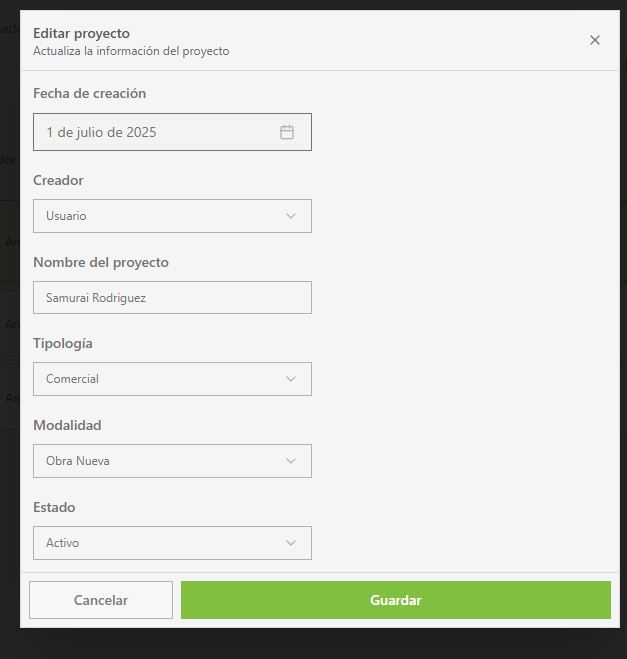 Editar proyecto
Actualiza la información del proyecto
Fecha de creación
1 de julio de 2025
Creador
Usuario
Nombre del proyecto
Samurai Rodriguez
Tipología
Comercial
Modalidad
Obra Nueva
Estado
Activo
Cancelar
Guardar